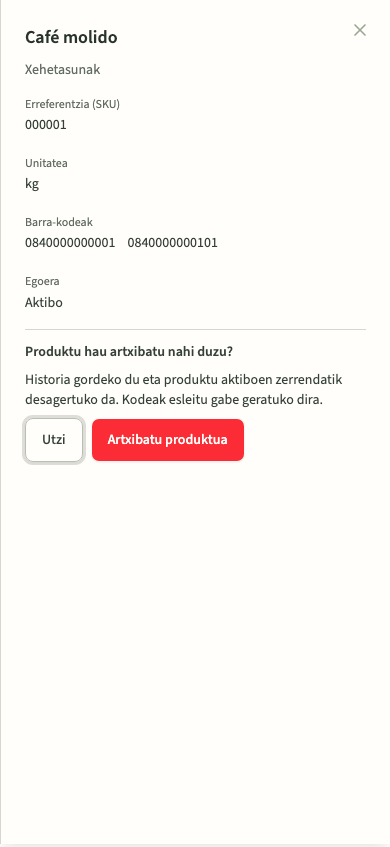 Café molido
Xehetasunak
Erreferentzia (SKU)
000001
Unitatea
kg
Barra-kodeak
0840000000001 0840000000101
Egoera
Aktibo
Produktu hau artxibatu nahi duzu?
Historia gordeko du eta produktu aktiboen zerrendatik
desagertuko da. Kodeak esleitu gabe geratuko dira.
Utzi Artxibatu produktua